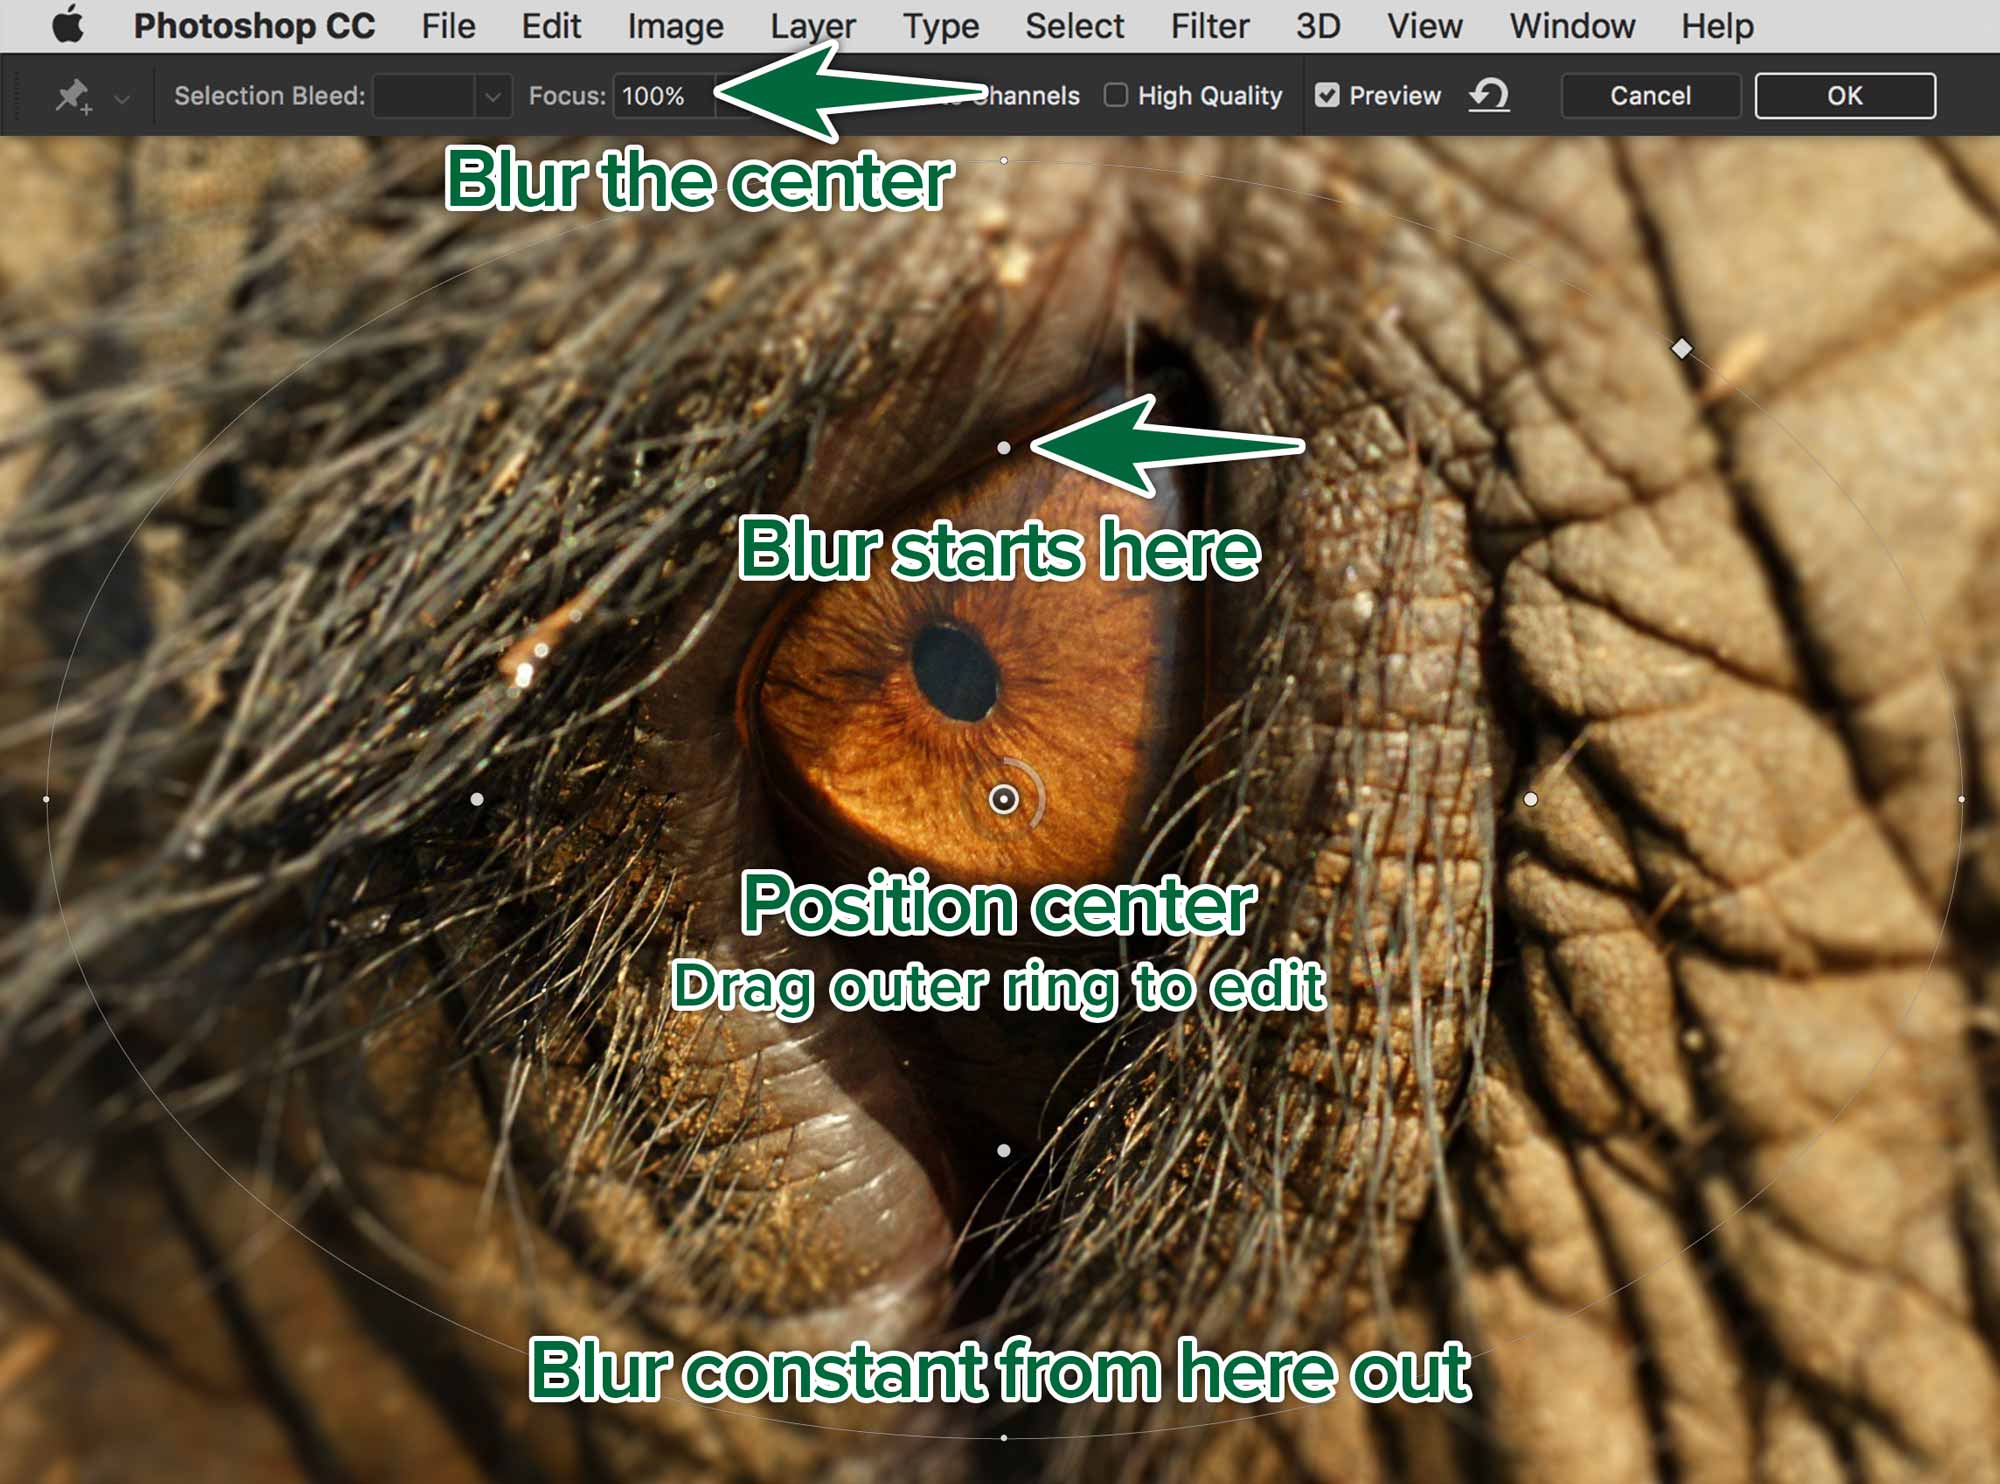 Photoshop CC File Edit Image Layer Type Select Filter 3D View Window Help
Selection Bleed: Focus: 100% Channels High Quality Preview Cancel OK
Blur the center
Blur starts here
Position center
Drag outer ring to edit
Blur constant from here out